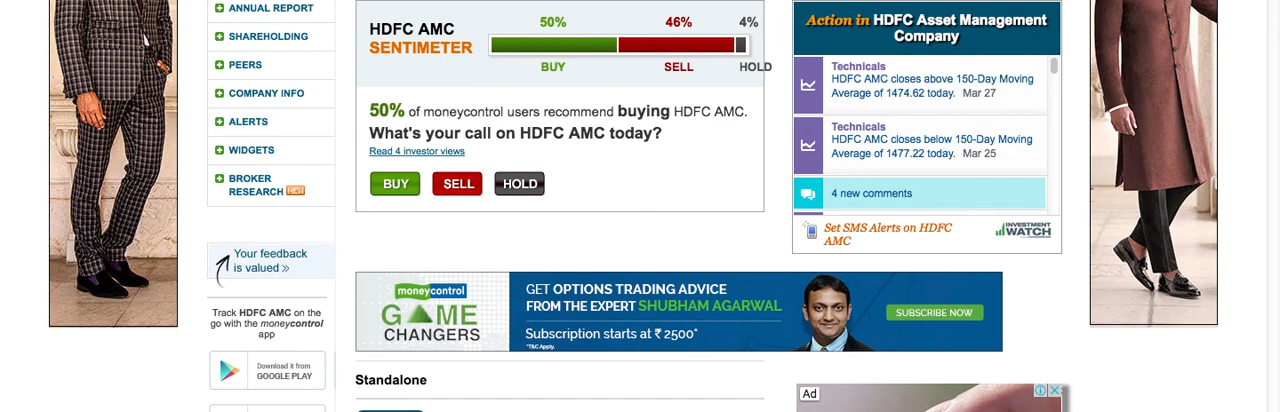 ANNUAL REPORT
SHAREHOLDING
PEERS
COMPANY INFO
ALERTS
WIDGETS
BROKER
RESEARCH NEW
Your feedback
is valued »
Track HDFC AMC on the
go with the moneycontrol
app
Download it from
GOOGLE PLAY
HDFC AMC
SENTIMETER
50% 46% 4%
BUY SELL HOLD
50% of moneycontrol users recommend buying HDFC AMC.
What's your call on HDFC AMC today?
Read 4 investor views
BUY SELL HOLD
Action in HDFC Asset Management
Company
Technicals
HDFC AMC closes above 150-Day Moving
Average of 1474.62 today. Mar 27
Technicals
HDFC AMC closes below 150-Day Moving
Average of 1477.22 today. Mar 25
4 new comments
Set SMS Alerts on HDFC
AMC
INVESTMENT
WATCH
moneycontrol
GAME
CHANGERS
GET OPTIONS TRADING ADVICE
FROM THE EXPERT SHUBHAM AGARWAL
Subscription starts at ₹ 2500*
*T&C Apply.
SUBSCRIBE NOW
Standalone
Ad